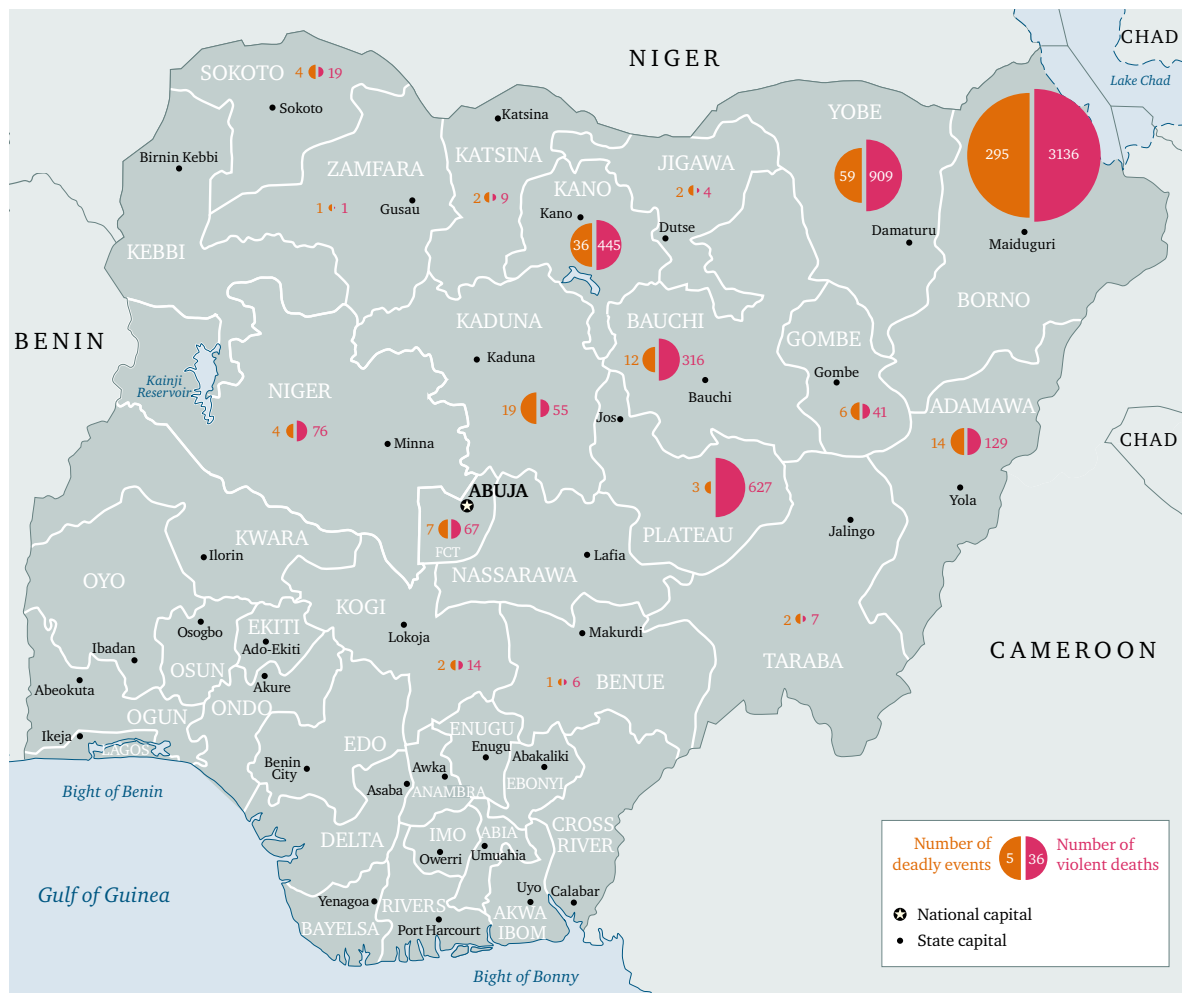 NIGER
CHAD
Lake Chad
SOKOTO
4 19
Sokoto
Katsina
YOBE
295 3136
Birnin Kebbi
ZAMFARA
KATSINA
JIGAWA
KANO
59 909
1 1
Gusau
2 9
2 4
Kano
Dutse
36 445
Damaturu
Maiduguri
KEBBI
BORNO
BENIN
KADUNA
BAUCHI
GOMBE
Kaduna
12 316
Kainji
Reservoir
NIGER
Gombe
Bauchi
19 55
Jos
6 41
ADAMAWA
4 76
Minna
14 129
CHAD
ABUJA
3 627
Yola
7 67
FCT
PLATEAU
Jalingo
KWARA
Ilorin
Lafia
OYO
NASSARAWA
KOGI
2 7
Osogbo
EKITI
Lokoja
Makurdi
Ibadan
Ado-Ekiti
CAMEROON
OSUN
2 14
TARABA
Abeokuta
Akure
1 6
BENUE
OGUN
ONDO
Ikeja
LAGOS
EDO
ENUGU
Enugu
Abakaliki
Benin
City
Awka
Asaba
ANAMBRA
EBONYI
Bight of Benin
DELTA
IMO
ABIA
CROSS
RIVER
Owerri
Umuahia
Number of
deadly events
5 36
Number of
violent deaths
Gulf of Guinea
Yenagoa
RIVERS
Uyo
Calabar
BAYELSA
Port Harcourt
AKWA
IBOM
National capital
State capital
Bight of Bonny